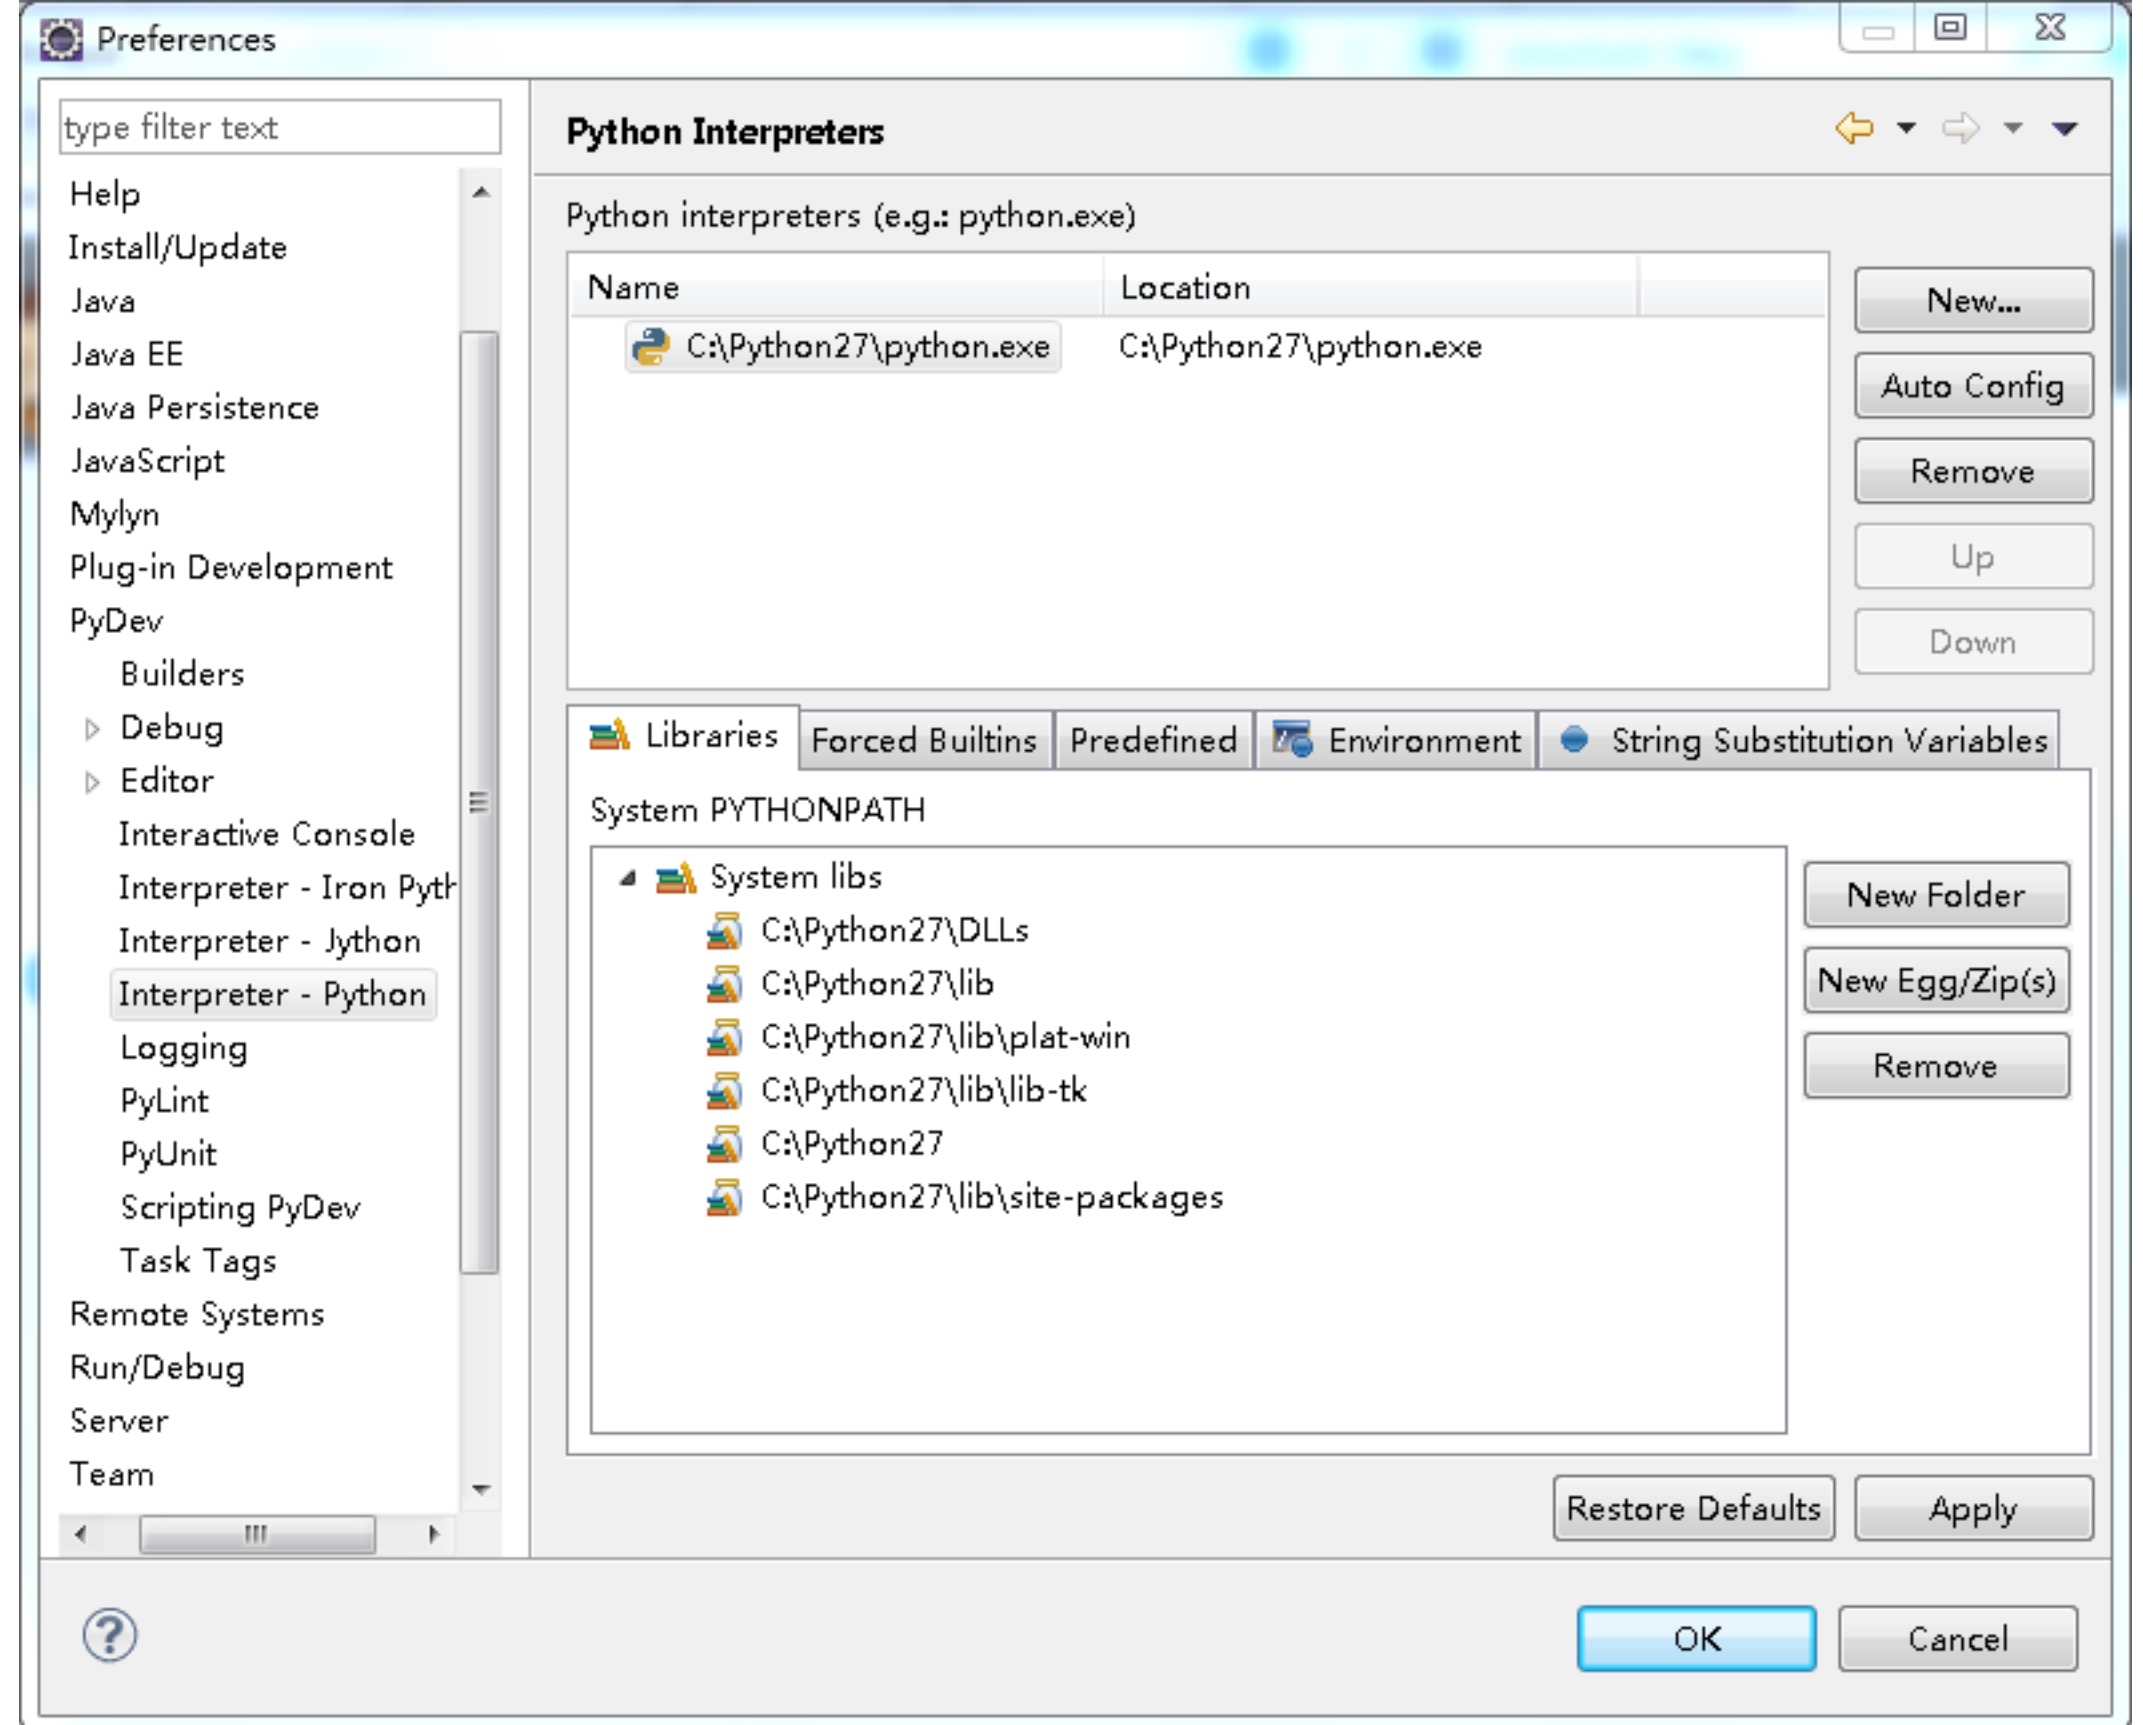 Preferences
type filter text
Help
Install/Update
Java
Java EE
Java Persistence
JavaScript
Mylyn
Plug-in Development
PyDev
Builders
Debug
Editor
Interactive Console
Interpreter - Iron Pyth
Interpreter - Jython
Interpreter - Python
Logging
PyLint
PyUnit
Scripting PyDev
Task Tags
Remote Systems
Run/Debug
Server
Team
Python Interpreters
Python interpreters (e.g.: python.exe)
Name Location
C:\Python27\python.exe C:\Python27\python.exe
New...
Auto Config
Remove
Up
Down
Libraries Forced Builtins Predefined Environment String Substitution Variables
System PYTHONPATH
System libs
C:\Python27\DLLs
C:\Python27\lib
C:\Python27\lib\plat-win
C:\Python27\lib\lib-tk
C:\Python27
C:\Python27\lib\site-packages
New Folder
New Egg/Zip(s)
Remove
Restore Defaults Apply
OK Cancel